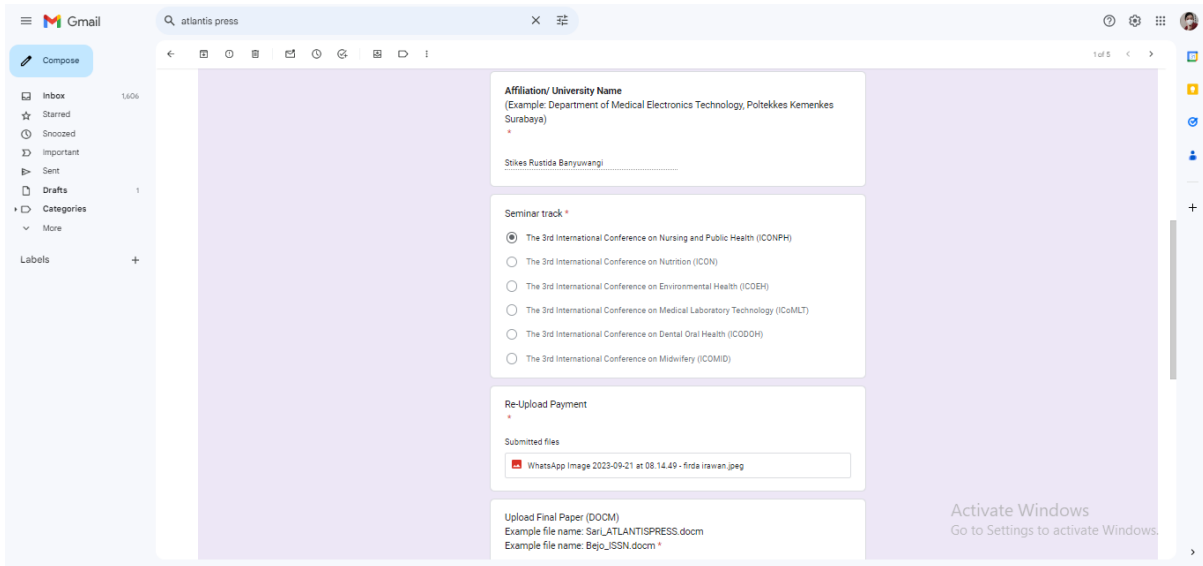 Gmail
atlantis press
Compose
1 of 5
Inbox 1,606
Starred
Snoozed
Important
Sent
Drafts 1
Categories
More
Labels
Affiliation/ University Name
(Example: Department of Medical Electronics Technology, Poltekkes Kemenkes
Surabaya)
*
Stikes Rustida Banyuwangi
Seminar track *
The 3rd International Conference on Nursing and Public Health (ICONPH)
The 3rd International Conference on Nutrition (ICON)
The 3rd International Conference on Environmental Health (ICOEH)
The 3rd International Conference on Medical Laboratory Technology (ICoMLT)
The 3rd International Conference on Dental Oral Health (ICODOH)
The 3rd International Conference on Midwifery (ICOMID)
Re-Upload Payment
*
Submitted files
WhatsApp Image 2023-09-21 at 08.14.49 - firda irawan.jpeg
Upload Final Paper (DOCM)
Example file name: Sari_ATLANTISPRESS.docm
Example file name: Bejo_ISSN.docm *
Activate Windows
Go to Settings to activate Windows.